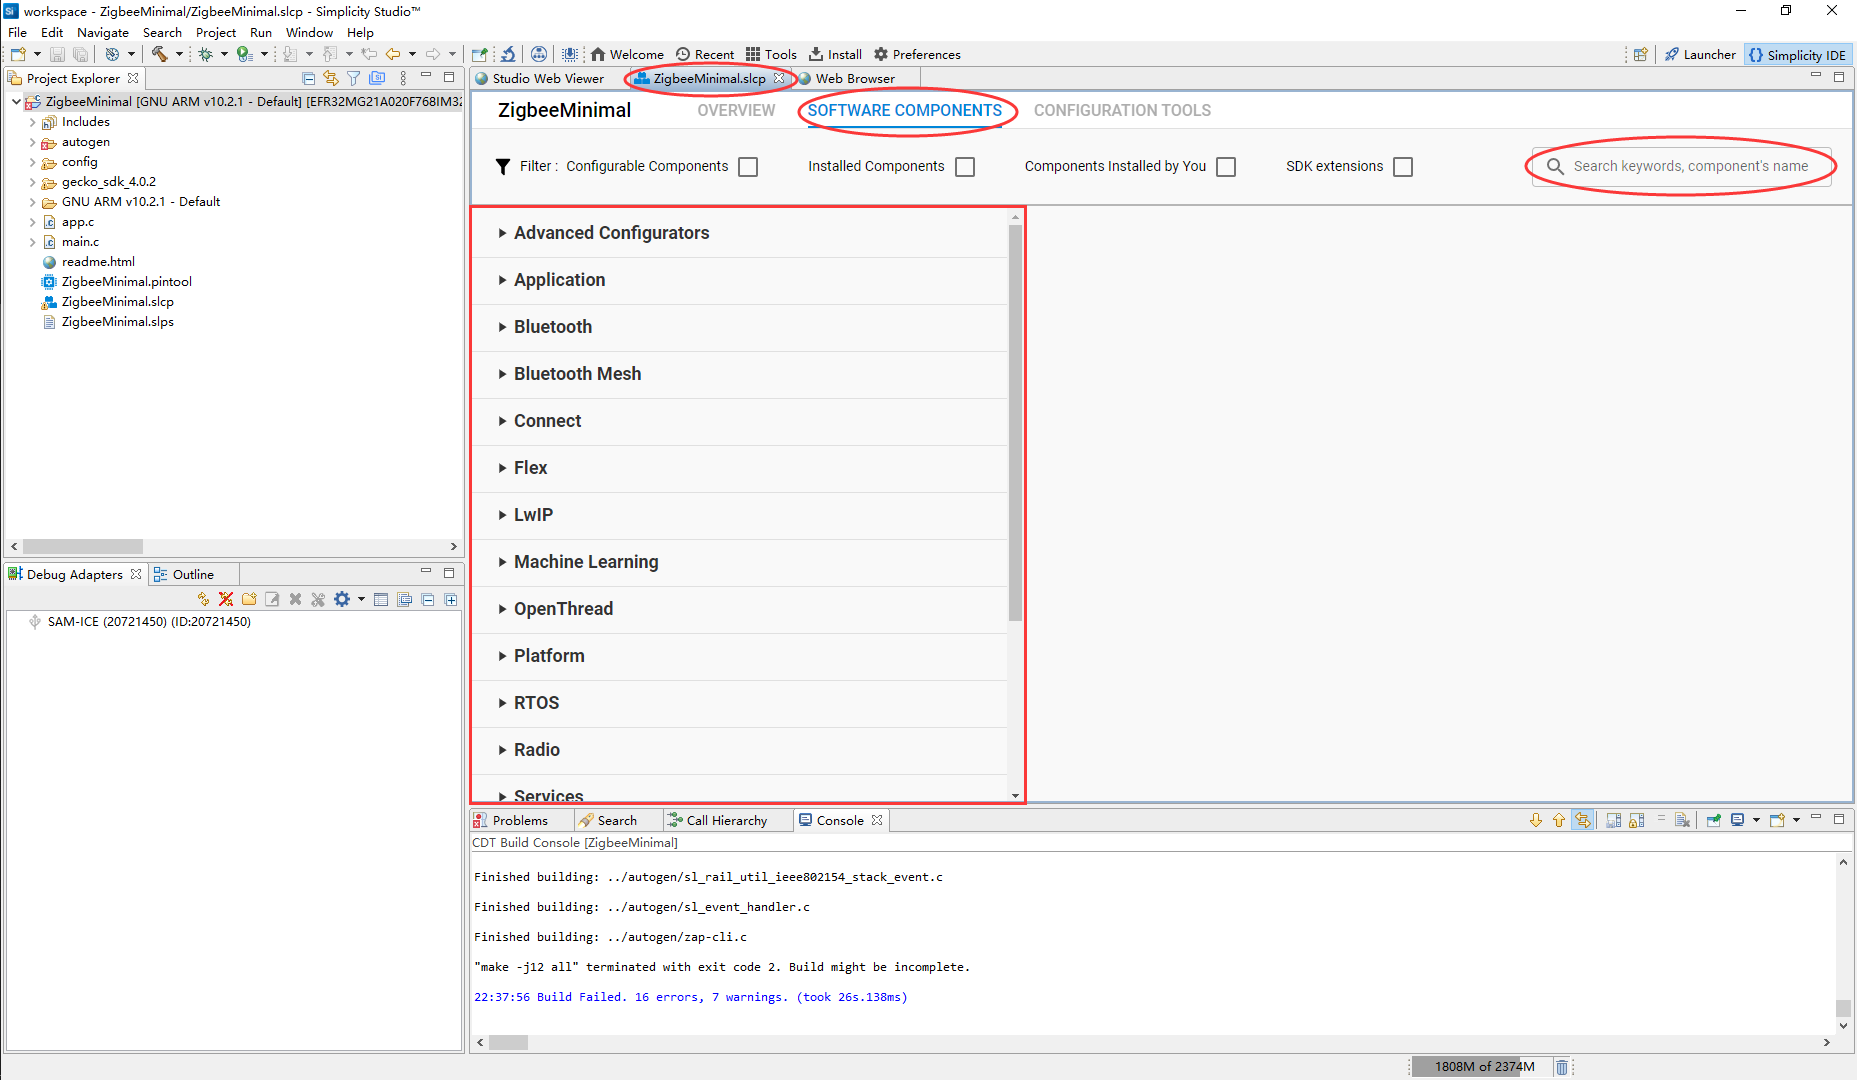 workspace - ZigbeeMinimal/ZigbeeMinimal.slcp - Simplicity Studio™
File Edit Navigate Search Project Run Window Help
Welcome Recent Tools Install Preferences Launcher Simplicity IDE
Project Explorer
ZigbeeMinimal [GNU ARM v10.2.1 - Default] [EFR32MG21A020F768IM32
Includes
autogen
config
gecko_sdk_4.0.2
GNU ARM v10.2.1 - Default
app.c
main.c
readme.html
ZigbeeMinimal.pintool
ZigbeeMinimal.slcp
ZigbeeMinimal.slps
Debug Adapters Outline
SAM-ICE (20721450) (ID:20721450)
Studio Web Viewer ZigbeeMinimal.slcp Web Browser
ZigbeeMinimal OVERVIEW SOFTWARE COMPONENTS CONFIGURATION TOOLS
Filter : Configurable Components Installed Components Components Installed by You SDK extensions Search keywords, component's name
Advanced Configurators
Application
Bluetooth
Bluetooth Mesh
Connect
Flex
LwIP
Machine Learning
OpenThread
Platform
RTOS
Radio
Services
Problems Search Call Hierarchy Console
CDT Build Console [ZigbeeMinimal]
Finished building: ../autogen/sl_rail_util_ieee802154_stack_event.c
Finished building: ../autogen/sl_event_handler.c
Finished building: ../autogen/zap-cli.c
"make -j12 all" terminated with exit code 2. Build might be incomplete.
22:37:56 Build Failed. 16 errors, 7 warnings. (took 26s.138ms)
1808M of 2374M